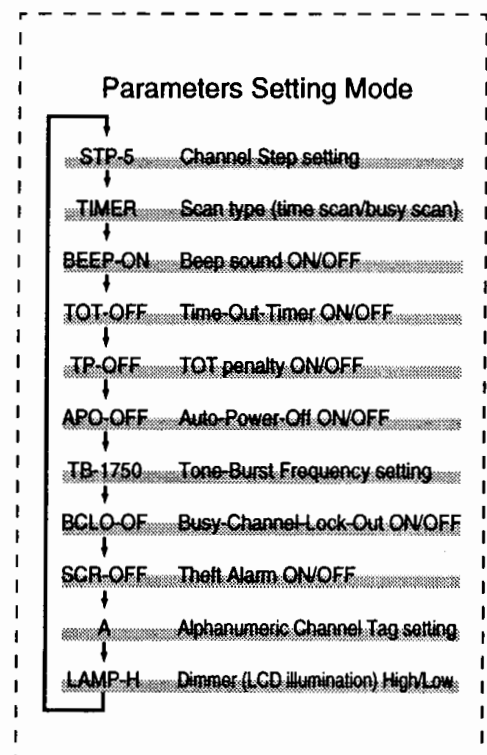 Parameters Setting Mode
STP-5 Channel Step setting
TIMER Scan type (time scan/busy scan)
BEEP-ON Beep sound ON/OFF
TOT-OFF Time-Out-Timer ON/OFF
TP-OFF TOT penalty ON/OFF
APO-OFF Auto-Power-Off ON/OFF
TB-1750 Tone-Burst Frequency setting
BCLO-OF Busy-Channel-Lock-Out ON/OFF
SCR-OFF Theft Alarm ON/OFF
A Alphanumeric Channel Tag setting
LAMP-H Dimmer (LCD illumination) High/Low